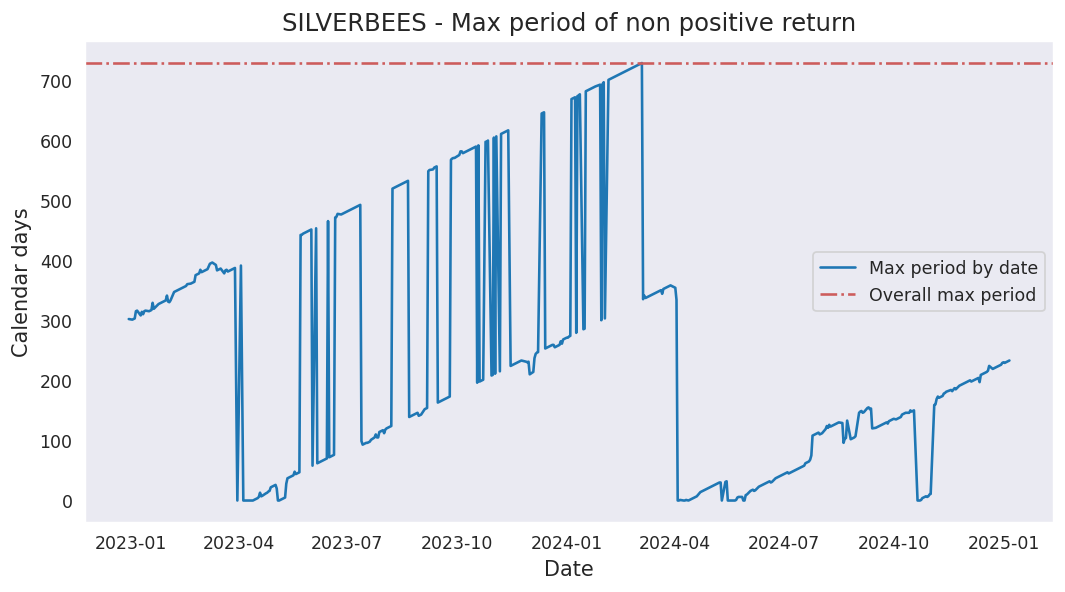 SILVERBEES - Max period of non positive return
Calendar days
700
600
500
400
300
200
100
0
Max period by date
Overall max period
2023-01 2023-04 2023-07 2023-10 2024-01 2024-04 2024-07 2024-10 2025-01
Date